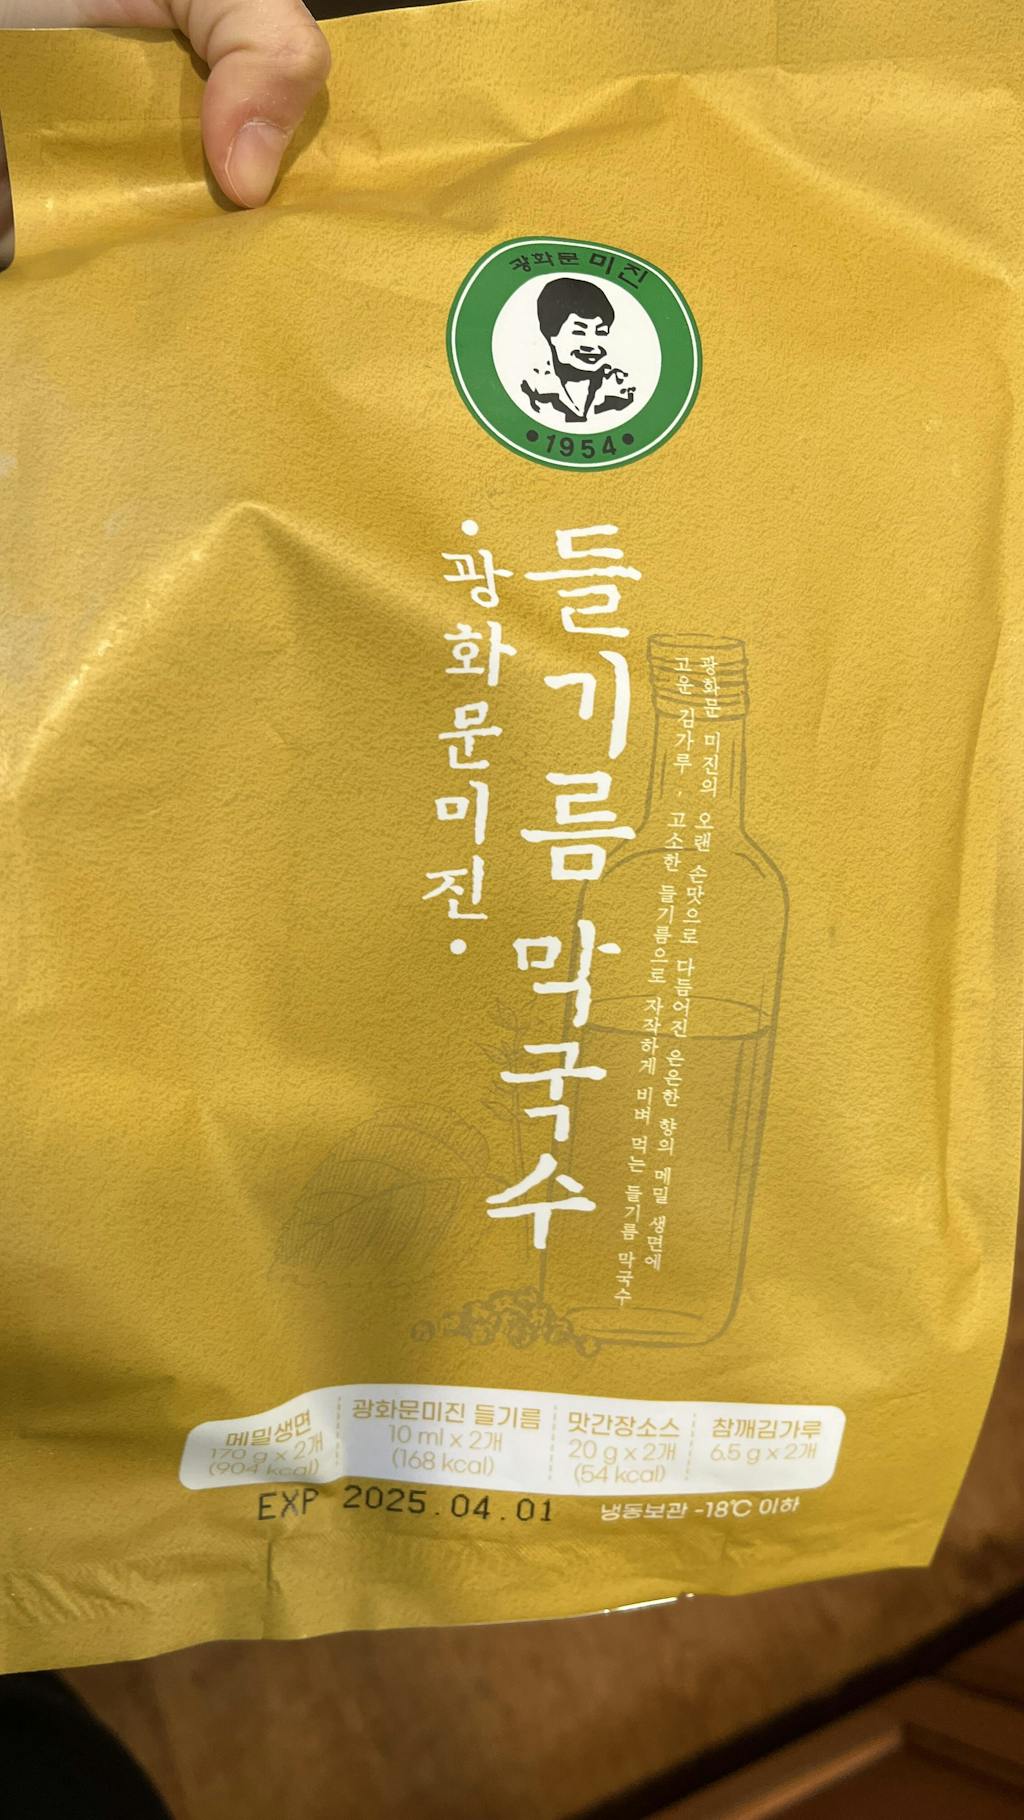 광화문 미진
1954
들기름 막국수
광화문미진
광화문 미진의 오랜 손맛으로 다듬어진 은은한 향의 메밀 생면에
고운 김가루, 고소한 들기름으로 자작하게 비벼 먹는 들기름 막국수
메밀생면
170 g x 2개
(904 kcal)
광화문미진 들기름
10 ml x 2개
(168 kcal)
맛간장소스
20 g x 2개
(54 kcal)
참깨김가루
6.5 g x 2개
EXP 2025.04.01
냉동보관 -18℃ 이하